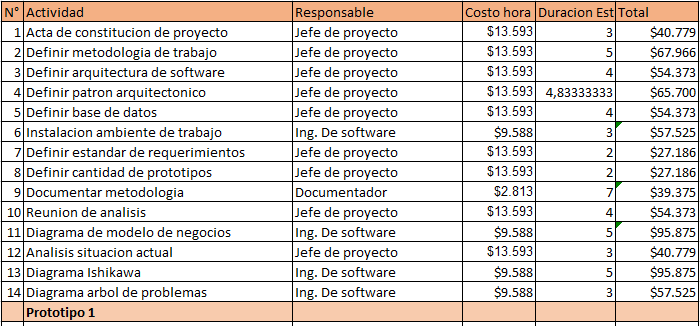 N° Actividad Responsable Costo hora Duracion Est Total
1 Acta de constitucion de proyecto Jefe de proyecto $13.593 3 $40.779
2 Definir metodologia de trabajo Jefe de proyecto $13.593 5 $67.966
3 Definir arquitectura de software Jefe de proyecto $13.593 4 $54.373
4 Definir patron arquitectonico Jefe de proyecto $13.593 4,83333333 $65.700
5 Definir base de datos Jefe de proyecto $13.593 4 $54.373
6 Instalacion ambiente de trabajo Ing. De software $9.588 3 $57.525
7 Definir estandar de requerimientos Jefe de proyecto $13.593 2 $27.186
8 Definir cantidad de prototipos Jefe de proyecto $13.593 2 $27.186
9 Documentar metodologia Documentador $2.813 7 $39.375
10 Reunion de analisis Jefe de proyecto $13.593 4 $54.373
11 Diagrama de modelo de negocios Ing. De software $9.588 5 $95.875
12 Analisis situacion actual Jefe de proyecto $13.593 3 $40.779
13 Diagrama Ishikawa Ing. De software $9.588 5 $95.875
14 Diagrama arbol de problemas Ing. De software $9.588 3 $57.525
Prototipo 1